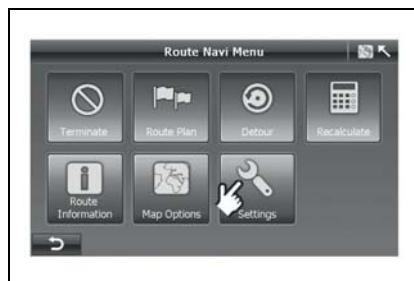 Route Navi Menu
Terminate
Route Plan
Detour
Recalculate
Route
Information
Map Options
Settings